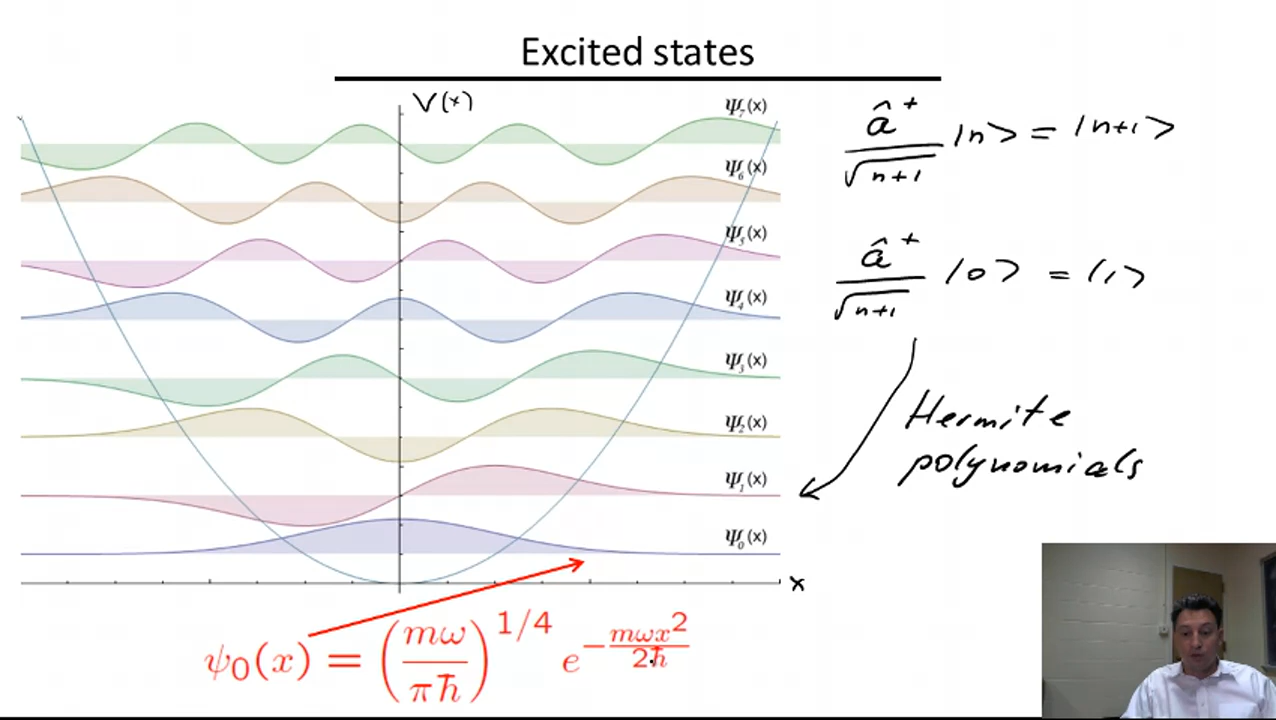 Excited states
V(x)
Ψ₇(x)
Ψ₆(x)
Ψ₅(x)
Ψ₄(x)
Ψ₃(x)
Ψ₂(x)
Ψ₁(x)
Ψ₀(x)
x
ψ₀(x) = (mω/πħ)^{1/4} e^{-mωx²/2ħ}
â⁺/√n+1 |n> = |n+1>
â⁺/√n+1 |0> = |1>
Hermite
polynomials